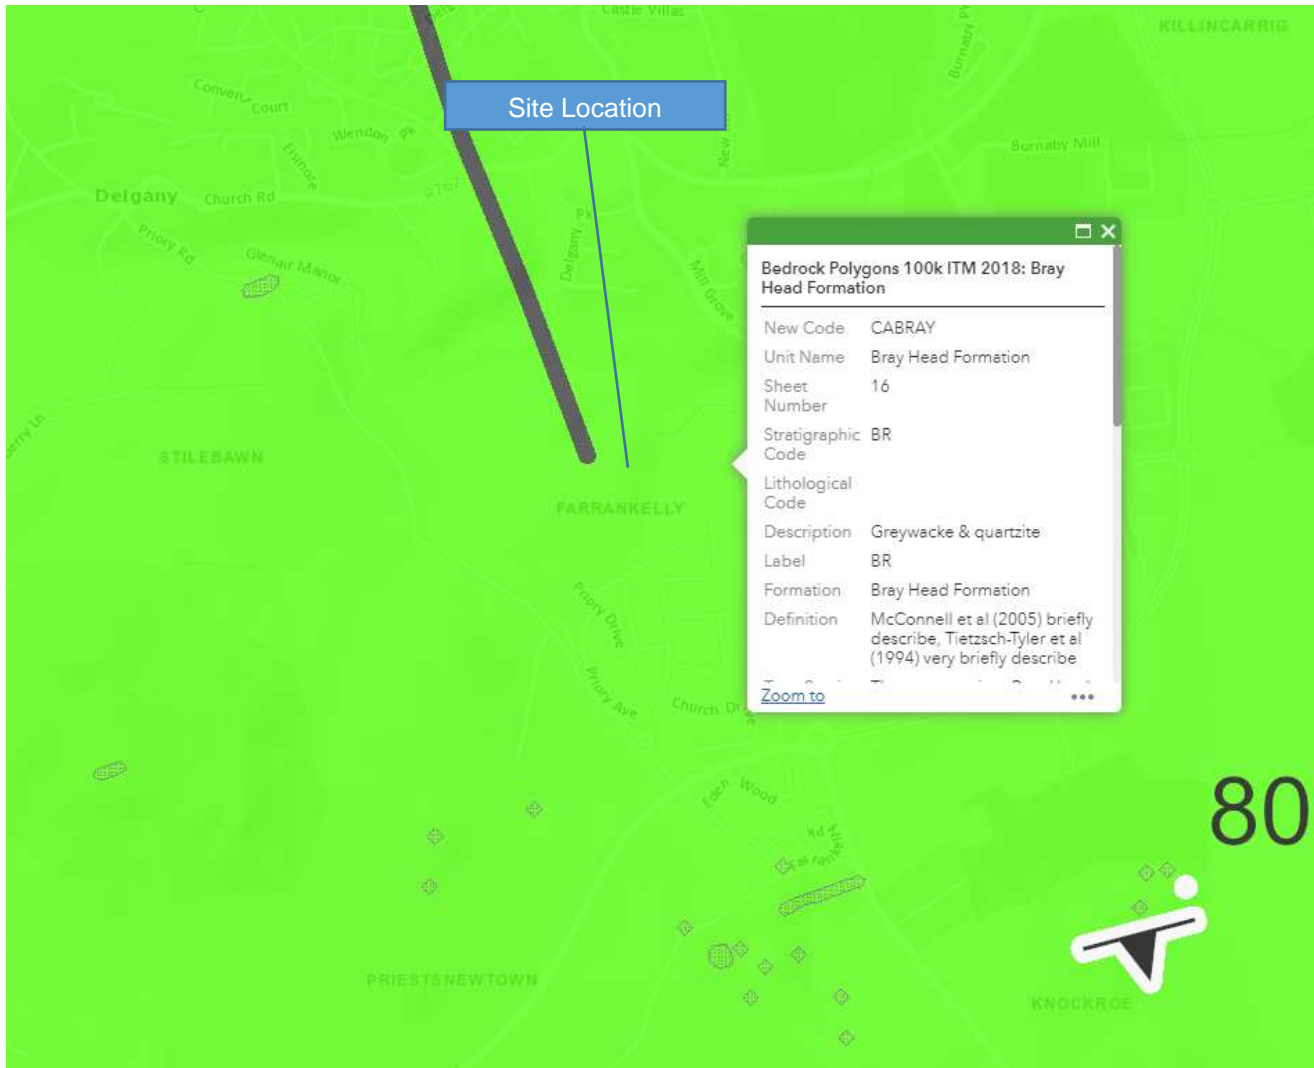 Castle Villas
KILLINCARRIG
Burnaby Pk
Convent
Court
Wendon Pk
Elsinore
Site Location
Burnaby Mill
Delgany
Church Rd
R762
Priory Rd
Glenair Manor
Delgany Pk
Mill Grove
STILEBAWN
FARRANKELLY
Bedrock Polygons 100k ITM 2018: Bray
Head Formation
New Code CABRAY
Unit Name Bray Head Formation
Sheet 16
Number
Stratigraphic BR
Code
Lithological
Code
Description Greywacke & quartzite
Label BR
Formation Bray Head Formation
Definition McConnell et al (2005) briefly
describe, Tietzsch-Tyler et al
(1994) very briefly describe
Zoom to
Priory Drive
Priory Ave
Church
Eden Wood
80
PRIESTSNEWTOWN
KNOCKROE